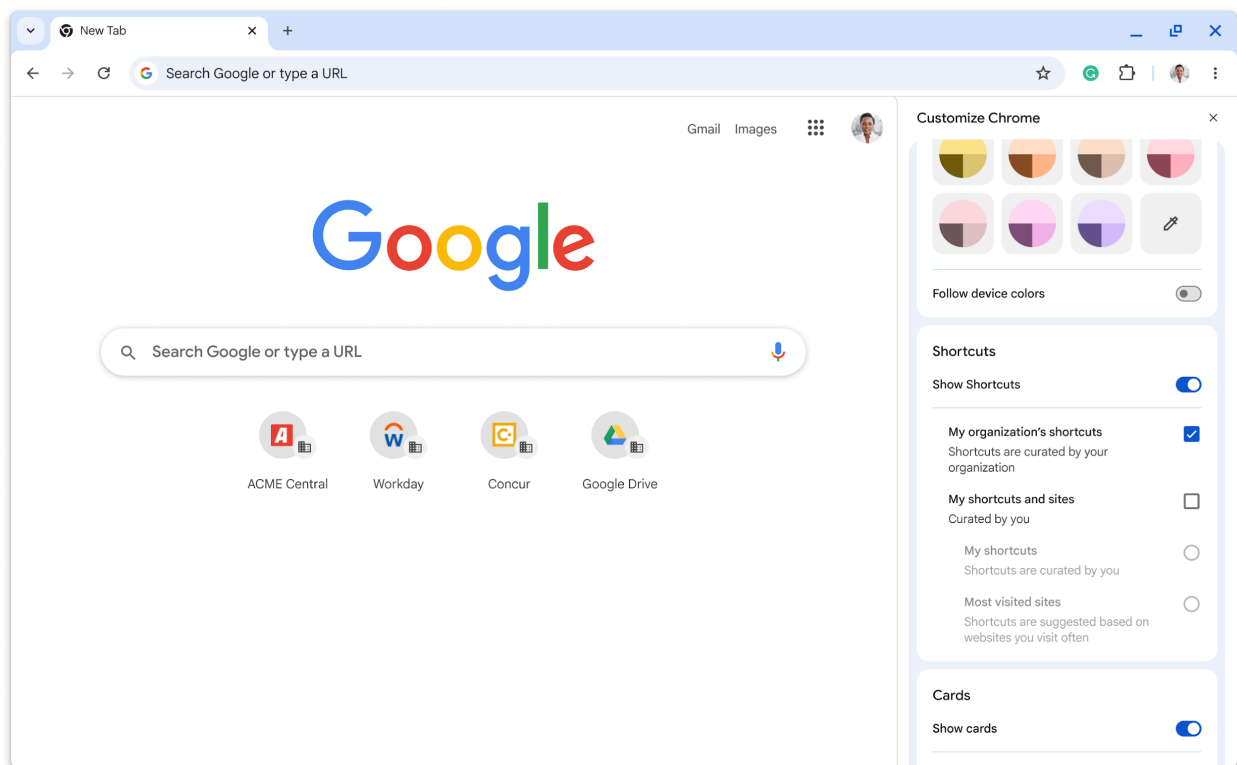 New Tab
Search Google or type a URL
Gmail Images
Google
Search Google or type a URL
ACME Central
Workday
Concur
Google Drive
Customize Chrome
Follow device colors
Shortcuts
Show Shortcuts
My organization’s shortcuts
Shortcuts are curated by your
organization
My shortcuts and sites
Curated by you
My shortcuts
Shortcuts are curated by you
Most visited sites
Shortcuts are suggested based on
websites you visit often
Cards
Show cards